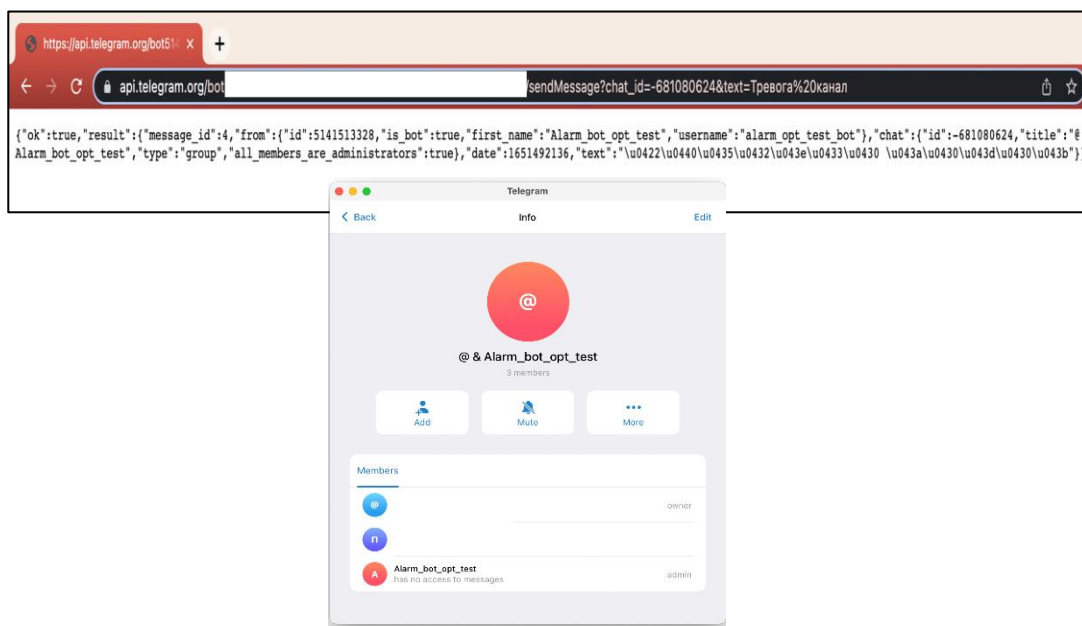 https://api.telegram.org/bot514
api.telegram.org/bot /sendMessage?chat_id=-681080624&text=Тревога%20канал
{"ok":true,"result":{"message_id":4,"from":{"id":5141513328,"is_bot":true,"first_name":"Alarm_bot_opt_test","username":"alarm_opt_test_bot"},"chat":{"id":-681080624,"title":"@
Alarm_bot_opt_test","type":"group","all_members_are_administrators":true},"date":1651492136,"text":"\u0422\u0440\u0435\u0432\u043e\u0433\u0430 \u043a\u0430\u043d\u0430\u043b"}
Telegram
Back Info Edit
@
@ & Alarm_bot_opt_test
3 members
Add Mute More
Members
@ owner
П
A Alarm_bot_opt_test
has no access to messages admin